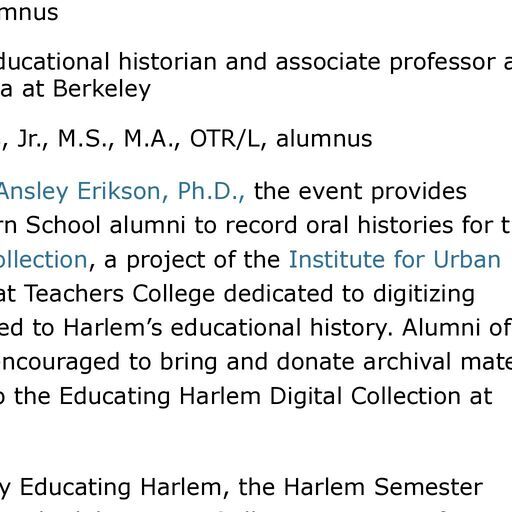 mnus
ducational historian and associate professor a
a at Berkeley
, Jr., M.S., M.A., OTR/L, alumnus
Ansley Erikson, Ph.D., the event provides
rn School alumni to record oral histories for t
ollection, a project of the Institute for Urban
at Teachers College dedicated to digitizing
ed to Harlem’s educational history. Alumni of
encouraged to bring and donate archival mate
o the Educating Harlem Digital Collection at
y Educating Harlem, the Harlem Semester